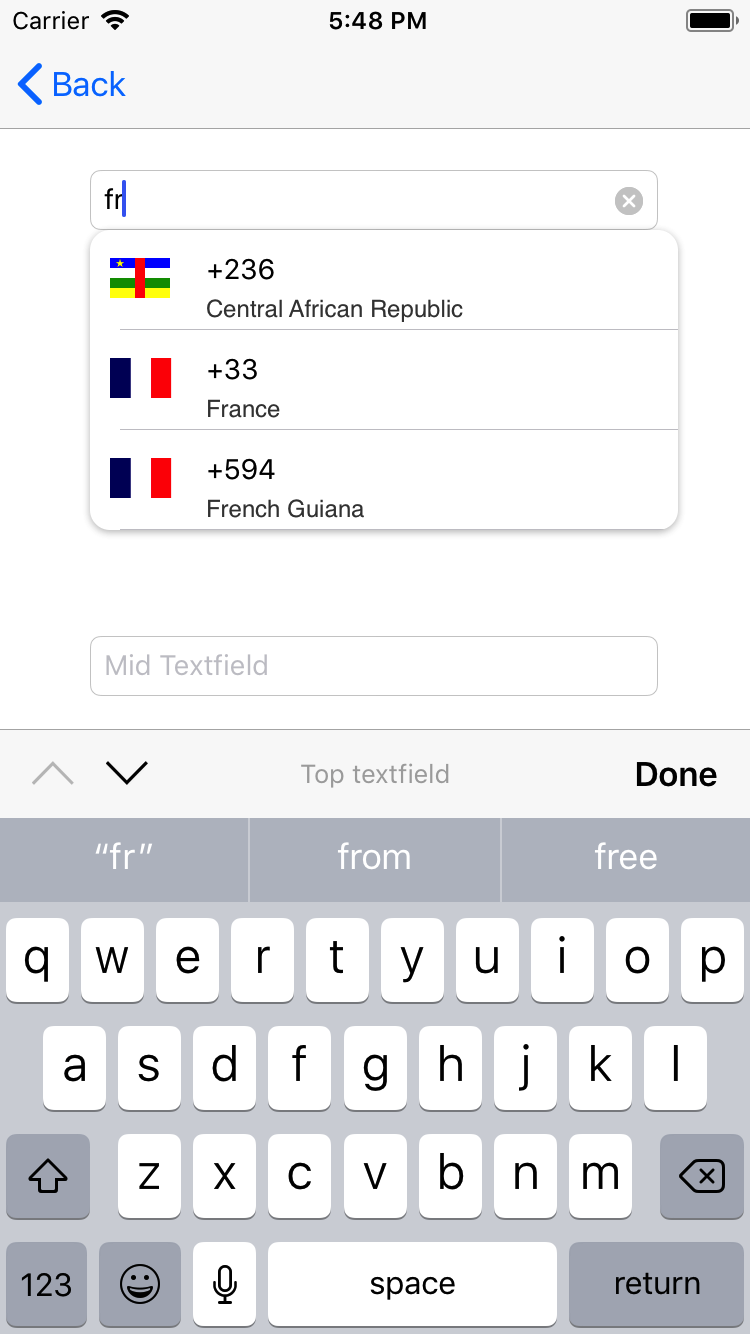 Carrier 5:48 PM
Back
fr
+236
Central African Republic
+33
France
+594
French Guiana
Mid Textfield
Top textfield Done
“fr” from free
q w e r t y u i o p
a s d f g h j k l
z x c v b n m
123 space return